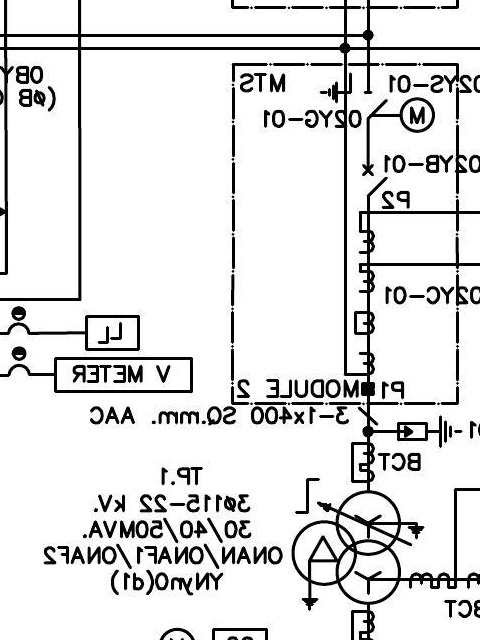 OBY
(øB
MTS
02YS-01
02YG-01
M
02YB-01
P2
02YC-01
LL
V METER
MODULE 2
P1
3-1x400 SQ.mm. AAC
BCT
TP.1
3ø115-22 kV.
30/40/50MVA.
ONAN/ONAF1/ONAF2
YNyn0(d1)
BCT